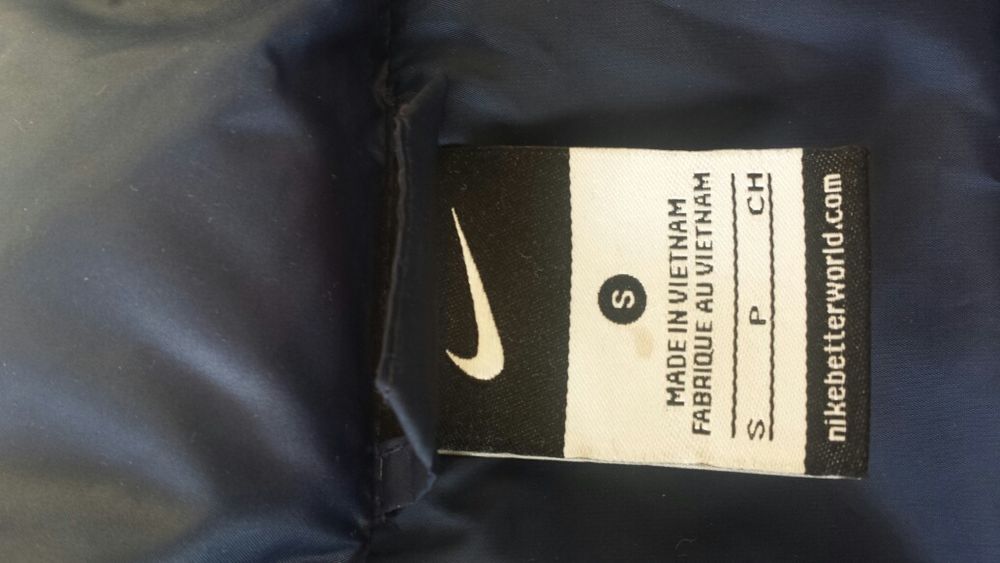 S
MADE IN VIETNAM
FABRIQUE AU VIETNAM
S P CH
nikebetterworld.com